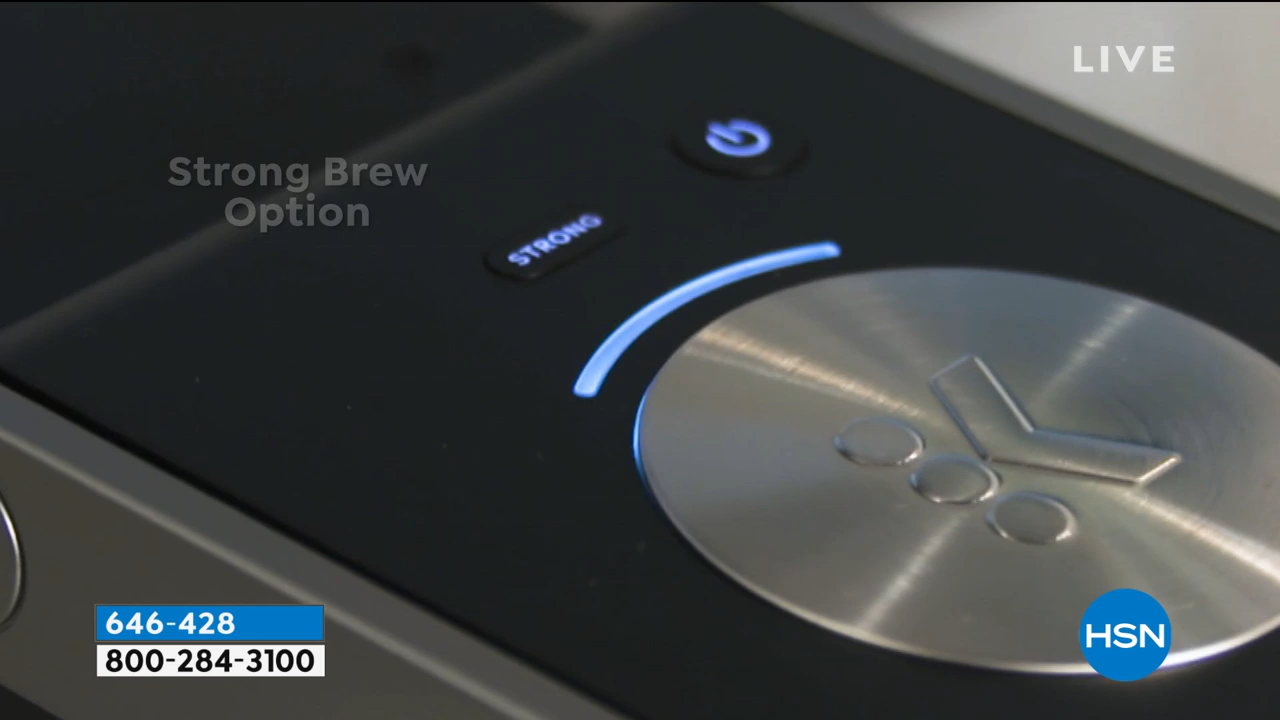 LIVE
Strong Brew
Option
STRONG
646-428
800-284-3100
HSN